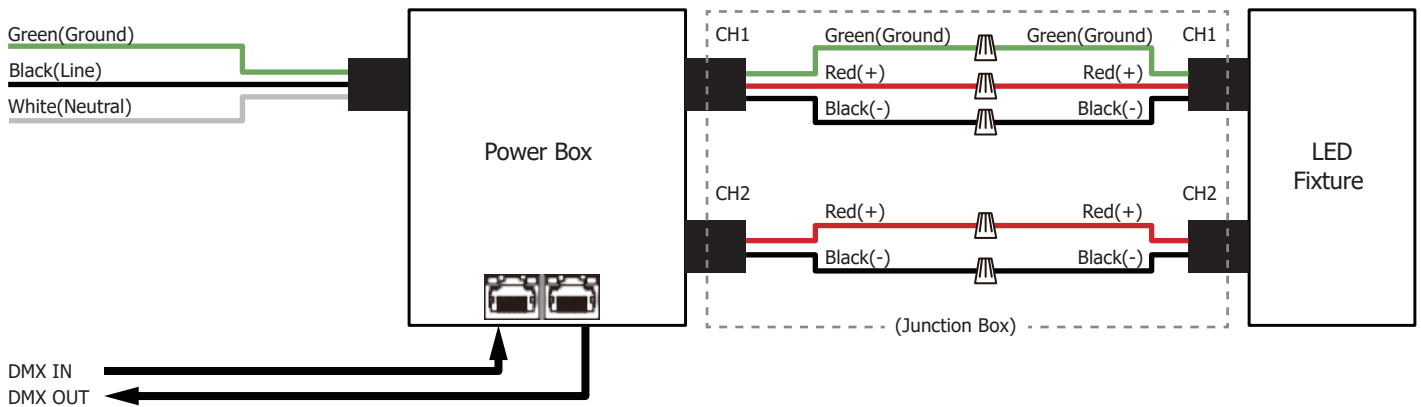 Green(Ground)
Black(Line)
White(Neutral)
Power Box
CH1
Green(Ground)
Green(Ground)
CH1
Red(+)
Red(+)
Black(-)
Black(-)
CH2
CH2
Red(+)
Red(+)
Black(-)
Black(-)
(Junction Box)
LED
Fixture
DMX IN
DMX OUT